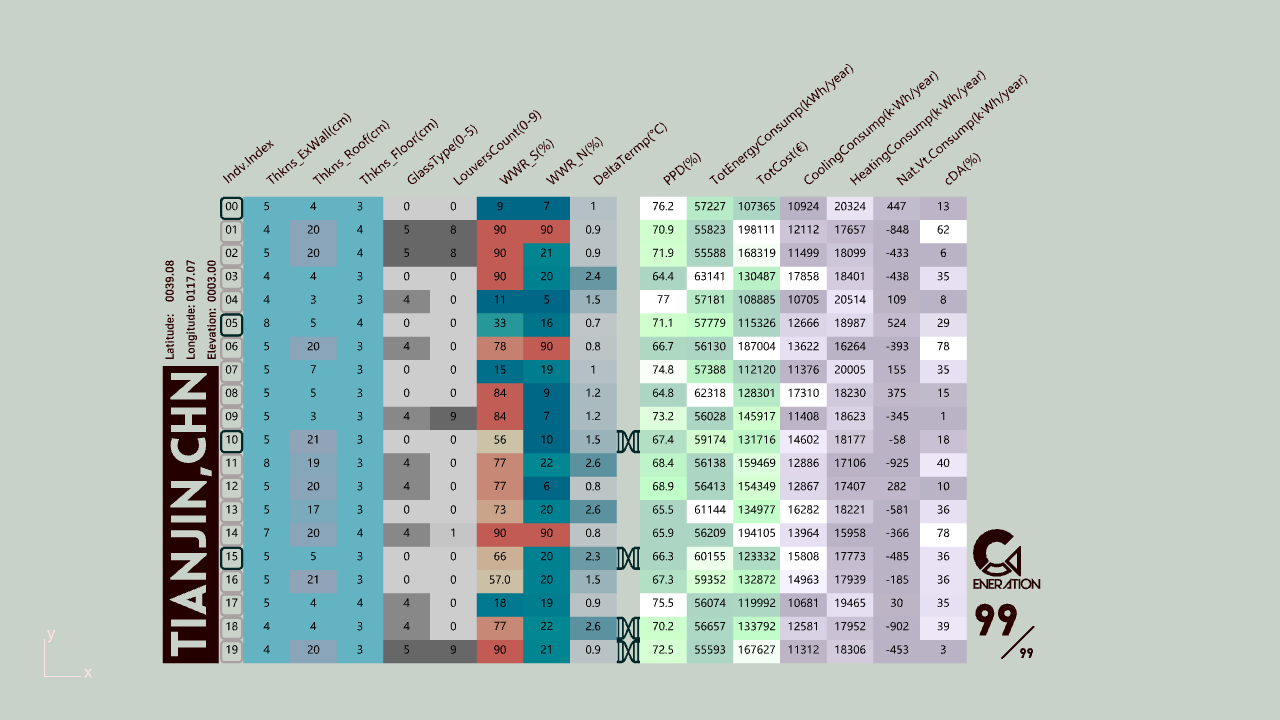 Indv.Index Thkns_ExWall(cm) Thkns_Roof(cm) Thkns_Floor(cm) GlassType(0-5) LouversCount(0-9) WWR_S(%) WWR_N(%) DeltaTermp(°C) PPD(%) TotEnergyConsump(kWh/year) TotCost(€) CoolingConsump(k·Wh/year) HeatingConsump(k·Wh/year) Nat.Vt.Consump(k·Wh/year) cDA(%)
00 5 4 3 0 0 9 7 1 76.2 57227 107365 10924 20324 447 13
01 4 20 4 5 8 90 90 0.9 70.9 55823 198111 12112 17657 -848 62
02 5 20 4 5 8 90 21 0.9 71.9 55588 168319 11499 18099 -433 6
03 4 4 3 0 0 90 20 2.4 64.4 63141 130487 17858 18401 -438 35
04 4 3 3 4 0 11 5 1.5 77 57181 108885 10705 20514 109 8
05 8 5 4 0 0 33 16 0.7 71.1 57779 115326 12666 18987 524 29
06 5 20 3 4 0 78 90 0.8 66.7 56130 187004 13622 16264 -393 78
07 5 7 3 0 0 15 19 1 74.8 57388 112120 11376 20005 155 35
08 5 5 3 0 0 84 9 1.2 64.8 62318 128301 17310 18230 375 15
09 5 3 3 4 9 84 7 1.2 73.2 56028 145917 11408 18623 -345 1
10 5 21 3 0 0 56 10 1.5 67.4 59174 131716 14602 18177 -58 18
11 8 19 3 4 0 77 22 2.6 68.4 56138 159469 12886 17106 -925 40
12 5 20 3 4 0 77 6 0.8 68.9 56413 154349 12867 17407 282 10
13 5 17 3 0 0 73 20 2.6 65.5 61144 134977 16282 18221 -581 36
14 7 20 4 4 1 90 90 0.8 65.9 56209 194105 13964 15958 -366 78
15 5 5 3 0 0 66 20 2.3 66.3 60155 123332 15808 17773 -485 36
16 5 21 3 0 0 57.0 20 1.5 67.3 59352 132872 14963 17939 -185 36
17 5 4 4 4 0 18 19 0.9 75.5 56074 119992 10681 19465 30 35
18 4 4 3 4 0 77 22 2.6 70.2 56657 133792 12581 17952 -902 39
19 4 20 3 5 9 90 21 0.9 72.5 55593 167627 11312 18306 -453 3
Latitude: 0039.08
Longitude: 0117.07
Elevation: 0003.00
TIANJIN,CHN
GENERATION
99/99
y
x